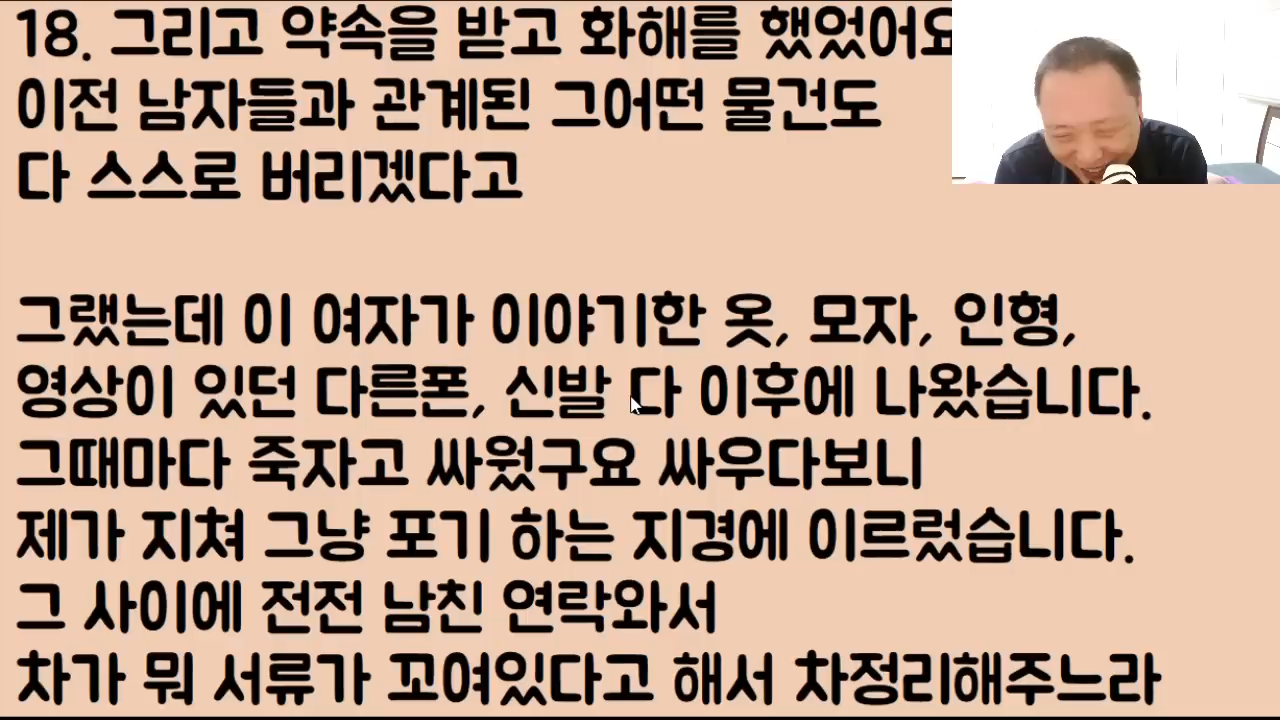 18. 그리고 약속을 받고 화해를 했었어요
이전 남자들과 관계된 그어떤 물건도
다 스스로 버리겠다고
그랬는데 이 여자가 이야기한 옷, 모자, 인형,
영상이 있던 다른폰, 신발 다 이후에 나왔습니다.
그때마다 죽자고 싸웠구요 싸우다보니
제가 지쳐 그냥 포기 하는 지경에 이르렀습니다.
그 사이에 전전 남친 연락와서
차가 뭐 서류가 꼬여있다고 해서 차정리해주느라